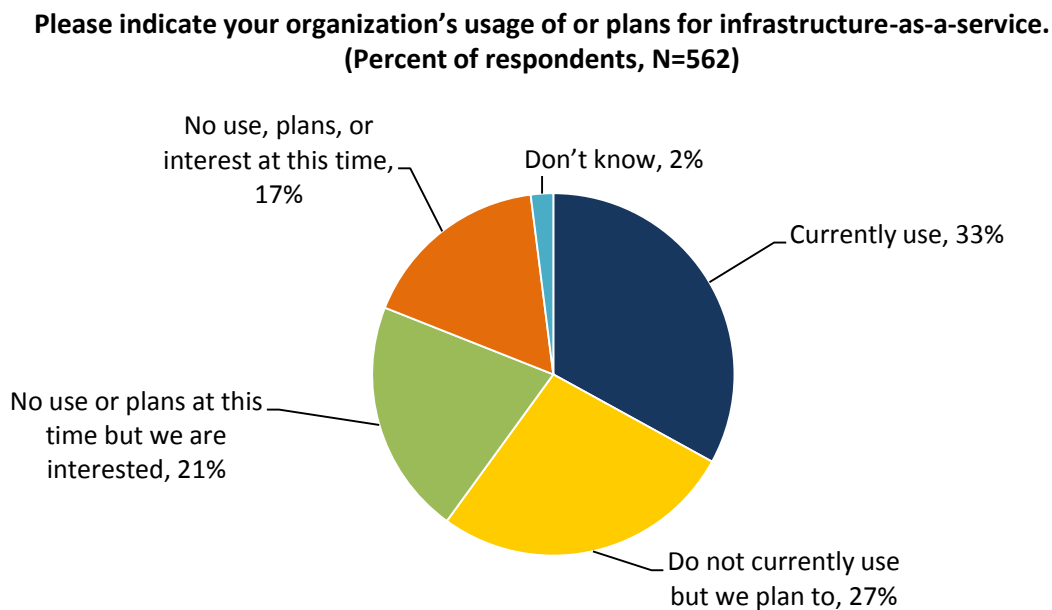 Please indicate your organization’s usage of or plans for infrastructure-as-a-service.
(Percent of respondents, N=562)
No use, plans, or
interest at this time,
17%
Don’t know, 2%
Currently use, 33%
No use or plans at this
time but we are
interested, 21%
Do not currently use
but we plan to, 27%